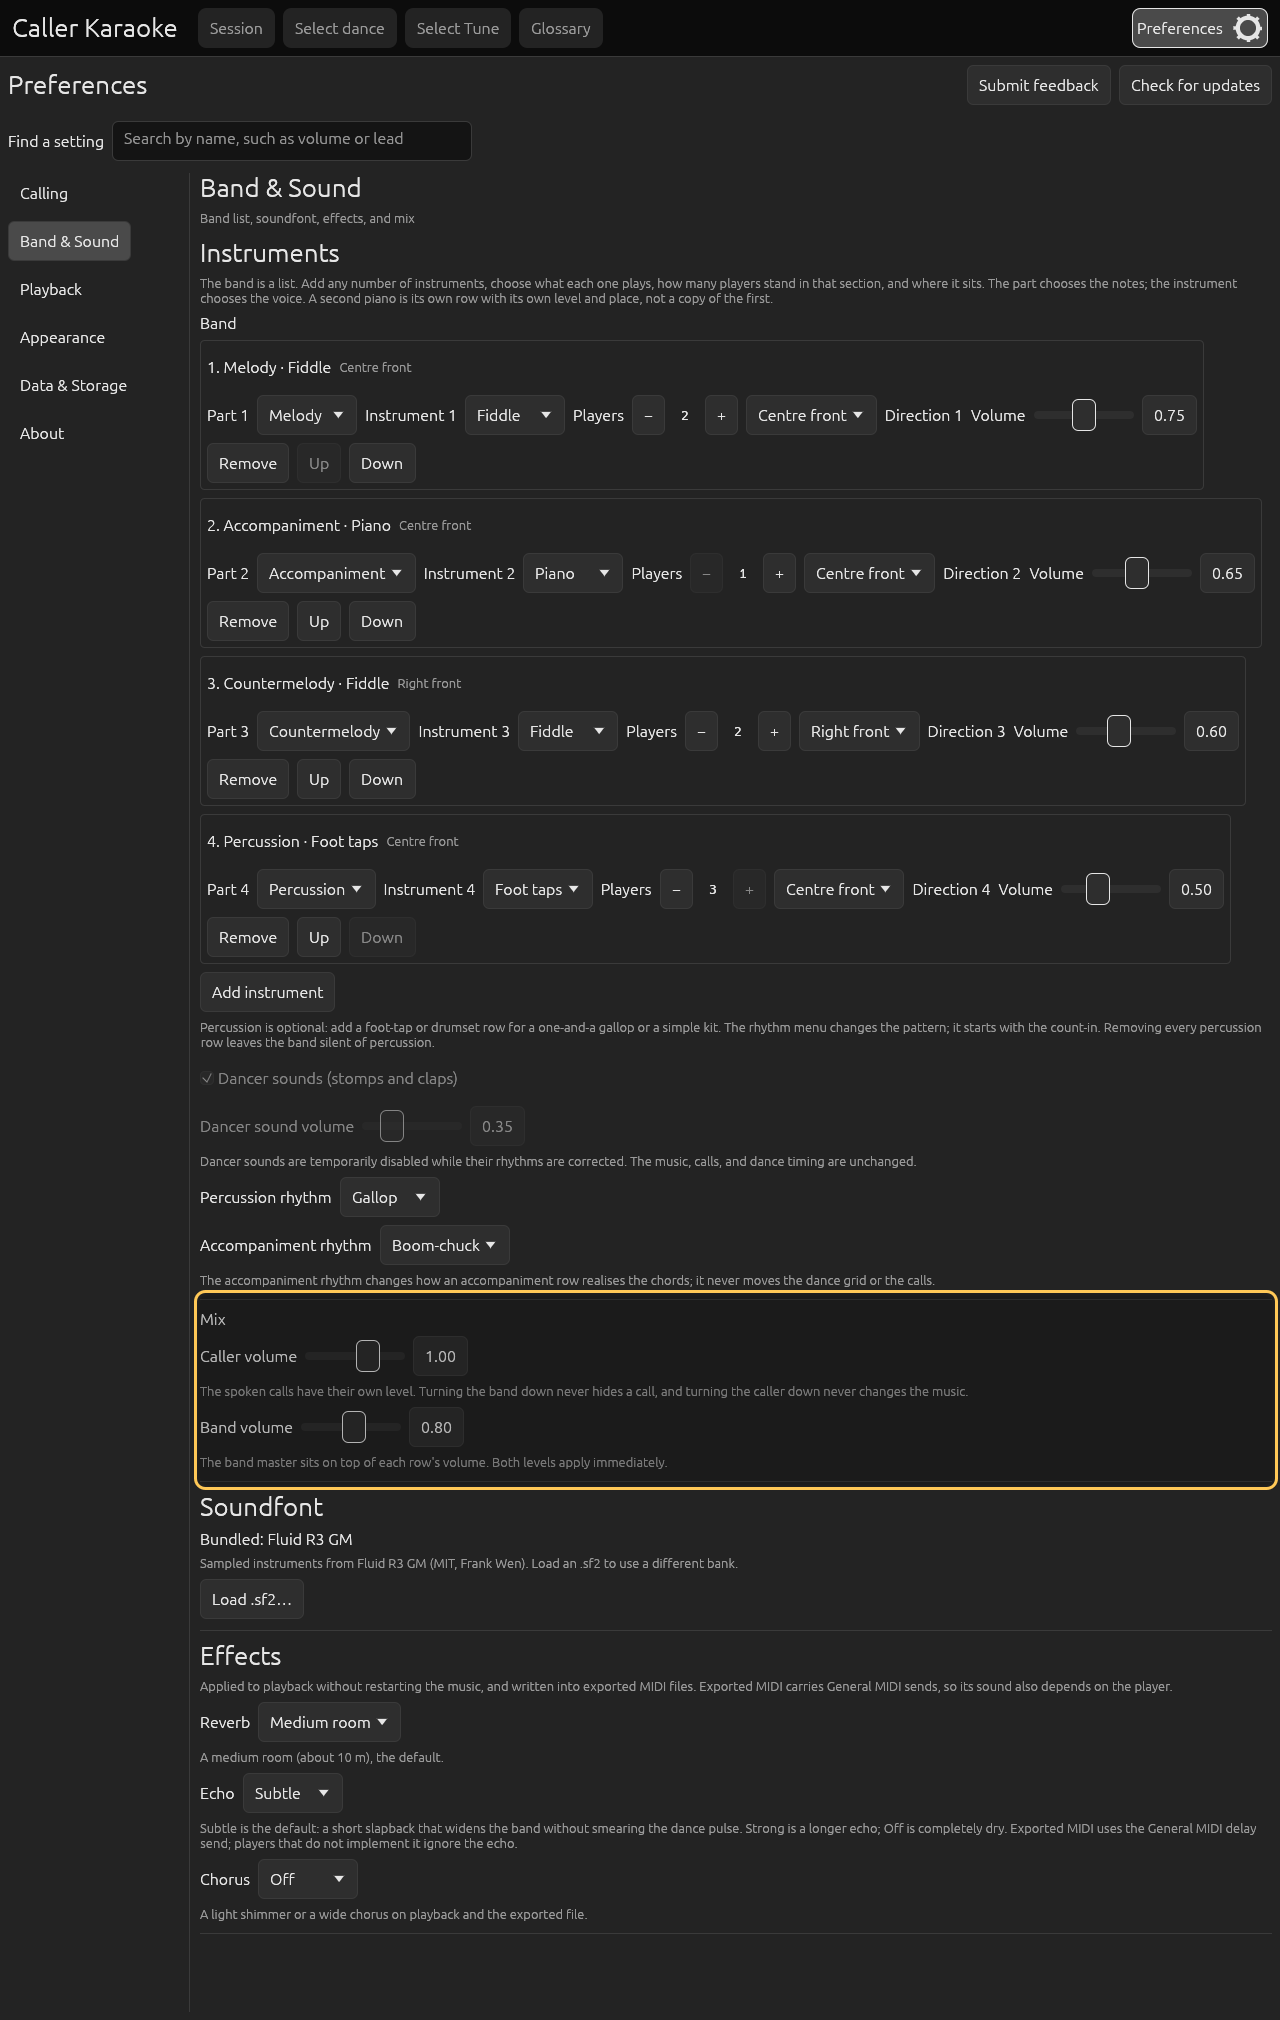 Caller Karaoke Session Select dance Select Tune Glossary Preferences
Preferences Submit feedback Check for updates
Find a setting Search by name, such as volume or lead
Calling
Band & Sound
Playback
Appearance
Data & Storage
About
Band & Sound
Band list, soundfont, effects, and mix
Instruments
The band is a list. Add any number of instruments, choose what each one plays, how many players stand in that section, and where it sits. The part chooses the notes; the instrument
chooses the voice. A second piano is its own row with its own level and place, not a copy of the first.
Band
1. Melody · Fiddle Centre front
Part 1 Melody Instrument 1 Fiddle Players – 2 + Centre front Direction 1 Volume 0.75
Remove Up Down
2. Accompaniment · Piano Centre front
Part 2 Accompaniment Instrument 2 Piano Players – 1 + Centre front Direction 2 Volume 0.65
Remove Up Down
3. Countermelody · Fiddle Right front
Part 3 Countermelody Instrument 3 Fiddle Players – 2 + Right front Direction 3 Volume 0.60
Remove Up Down
4. Percussion · Foot taps Centre front
Part 4 Percussion Instrument 4 Foot taps Players – 3 + Centre front Direction 4 Volume 0.50
Remove Up Down
Add instrument
Percussion is optional: add a foot-tap or drumset row for a one-and-a gallop or a simple kit. The rhythm menu changes the pattern; it starts with the count-in. Removing every percussion
row leaves the band silent of percussion.
Dancer sounds (stomps and claps)
Dancer sound volume 0.35
Dancer sounds are temporarily disabled while their rhythms are corrected. The music, calls, and dance timing are unchanged.
Percussion rhythm Gallop
Accompaniment rhythm Boom-chuck
The accompaniment rhythm changes how an accompaniment row realises the chords; it never moves the dance grid or the calls.
Mix
Caller volume 1.00
The spoken calls have their own level. Turning the band down never hides a call, and turning the caller down never changes the music.
Band volume 0.80
The band master sits on top of each row's volume. Both levels apply immediately.
Soundfont
Bundled: Fluid R3 GM
Sampled instruments from Fluid R3 GM (MIT, Frank Wen). Load an .sf2 to use a different bank.
Load .sf2…
Effects
Applied to playback without restarting the music, and written into exported MIDI files. Exported MIDI carries General MIDI sends, so its sound also depends on the player.
Reverb Medium room
A medium room (about 10 m), the default.
Echo Subtle
Subtle is the default: a short slapback that widens the band without smearing the dance pulse. Strong is a longer echo; Off is completely dry. Exported MIDI uses the General MIDI delay
send; players that do not implement it ignore the echo.
Chorus Off
A light shimmer or a wide chorus on playback and the exported file.